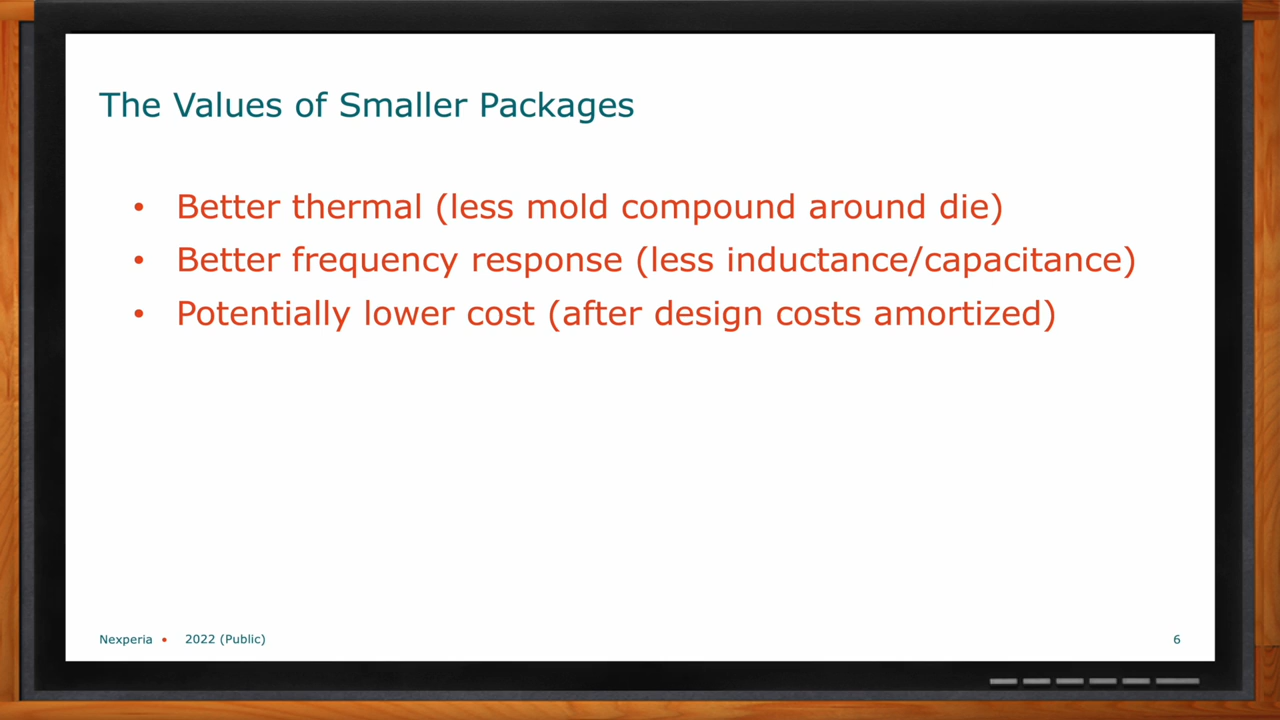 The Values of Smaller Packages
• Better thermal (less mold compound around die)
• Better frequency response (less inductance/capacitance)
• Potentially lower cost (after design costs amortized)
Nexperia • 2022 (Public)
6